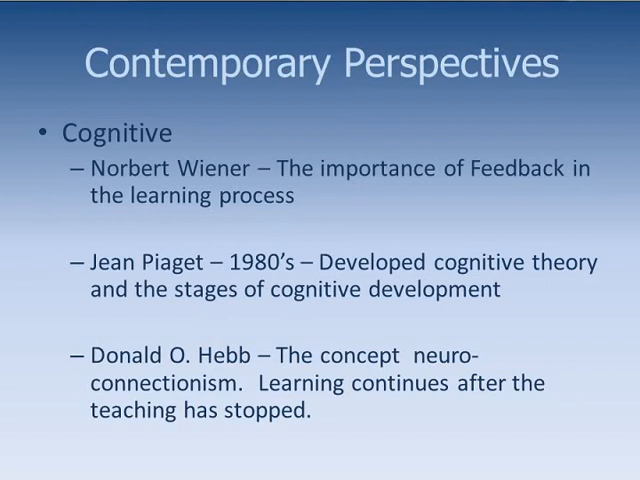 Contemporary Perspectives
• Cognitive
– Norbert Wiener – The importance of Feedback in
the learning process
– Jean Piaget – 1980's – Developed cognitive theory
and the stages of cognitive development
– Donald O. Hebb – The concept neuro-
connectionism. Learning continues after the
teaching has stopped.